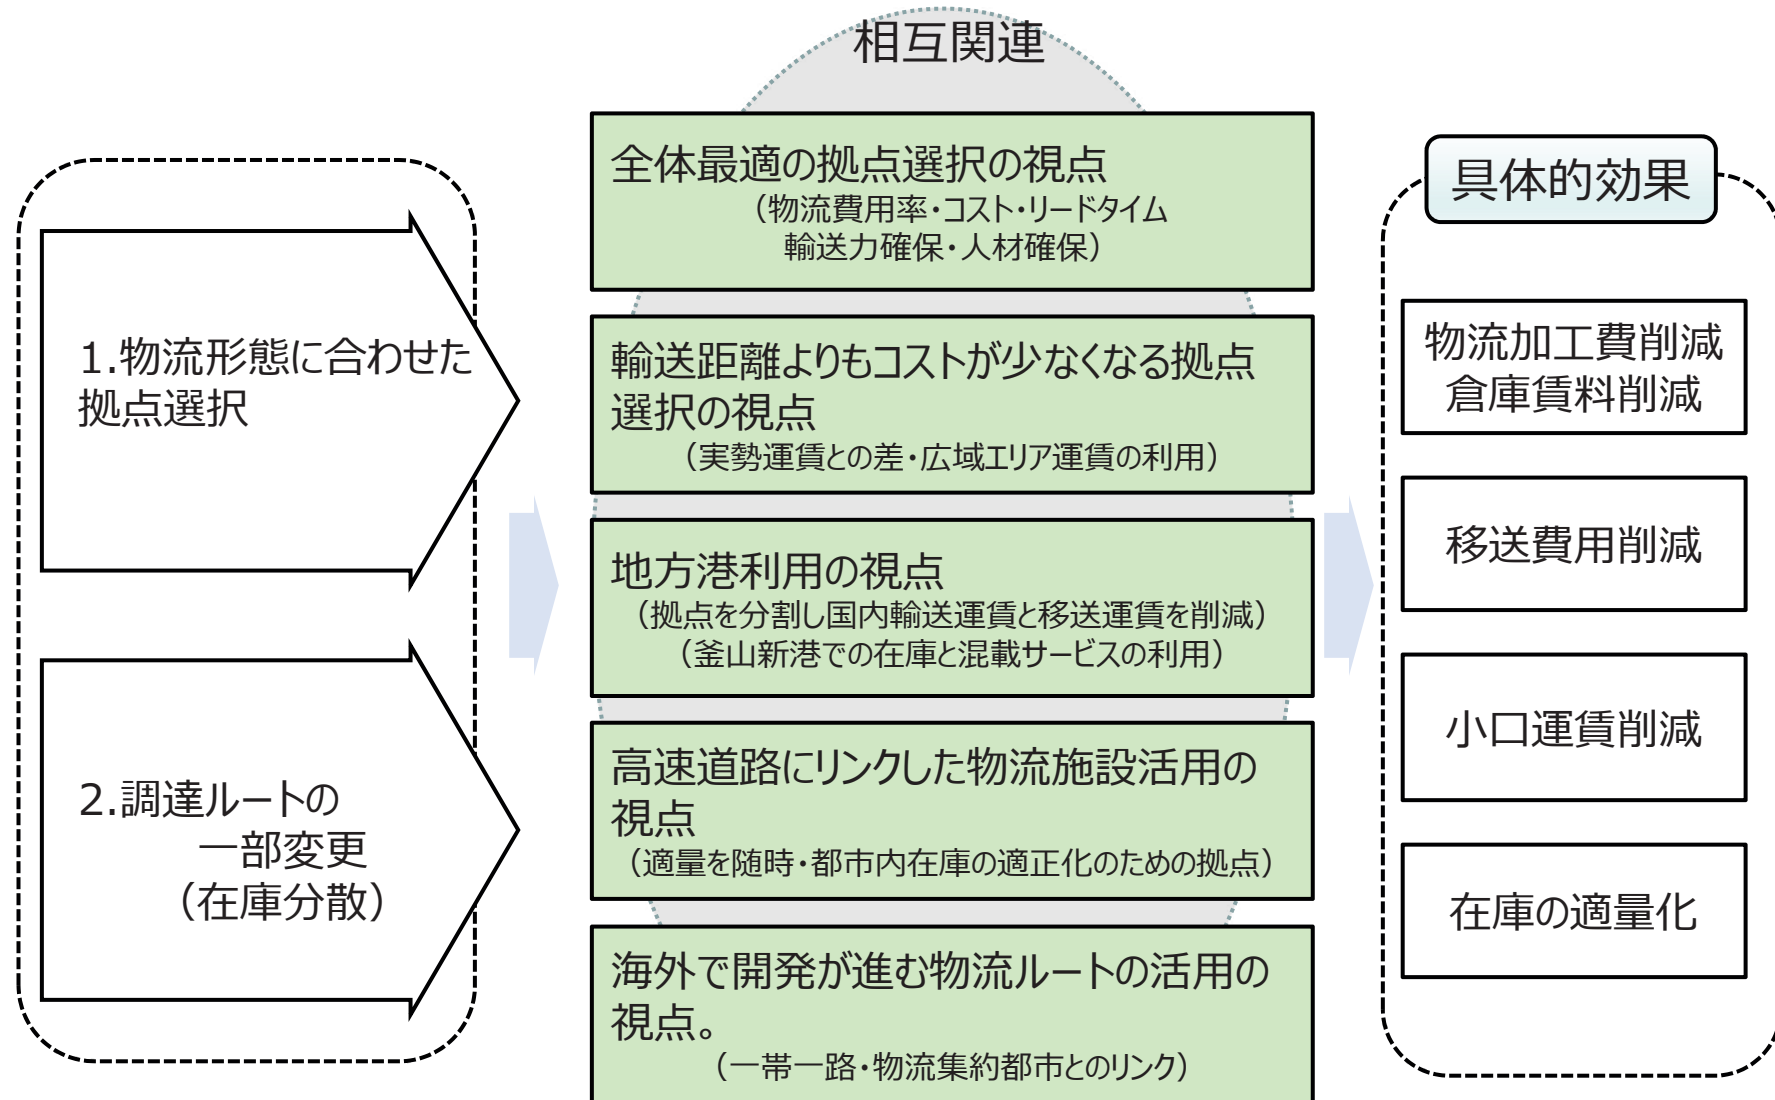 相互関連
1.物流形態に合わせた
拠点選択
2.調達ルートの
一部変更
（在庫分散）
全体最適の拠点選択の視点
（物流費用率・コスト・リードタイム
輸送力確保・人材確保）
輸送距離よりもコストが少なくなる拠点
選択の視点
（実勢運賃との差・広域エリア運賃の利用）
地方港利用の視点
（拠点を分割し国内輸送運賃と移送運賃を削減）
（釜山新港での在庫と混載サービスの利用）
高速道路にリンクした物流施設活用の
視点
（適量を随時・都市内在庫の適正化のための拠点）
海外で開発が進む物流ルートの活用の
視点。
（一帯一路・物流集約都市とのリンク）
具体的効果
物流加工費削減
倉庫賃料削減
移送費用削減
小口運賃削減
在庫の適量化